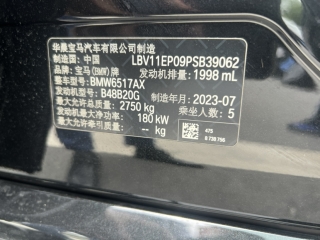 华晨宝马汽车有限公司制造
制造国：中国 LBV11EP09PSB39062
品牌：宝马(BMW)牌 发动机排量：1998 mL
整车型号：BMW6517AX
发动机型号：B48B20G 制造年月：2023-07
最大允许总质量：2750 kg 乘坐人数：5
发动机最大净功率：180 kW
最大允许牵引质量： kg
475